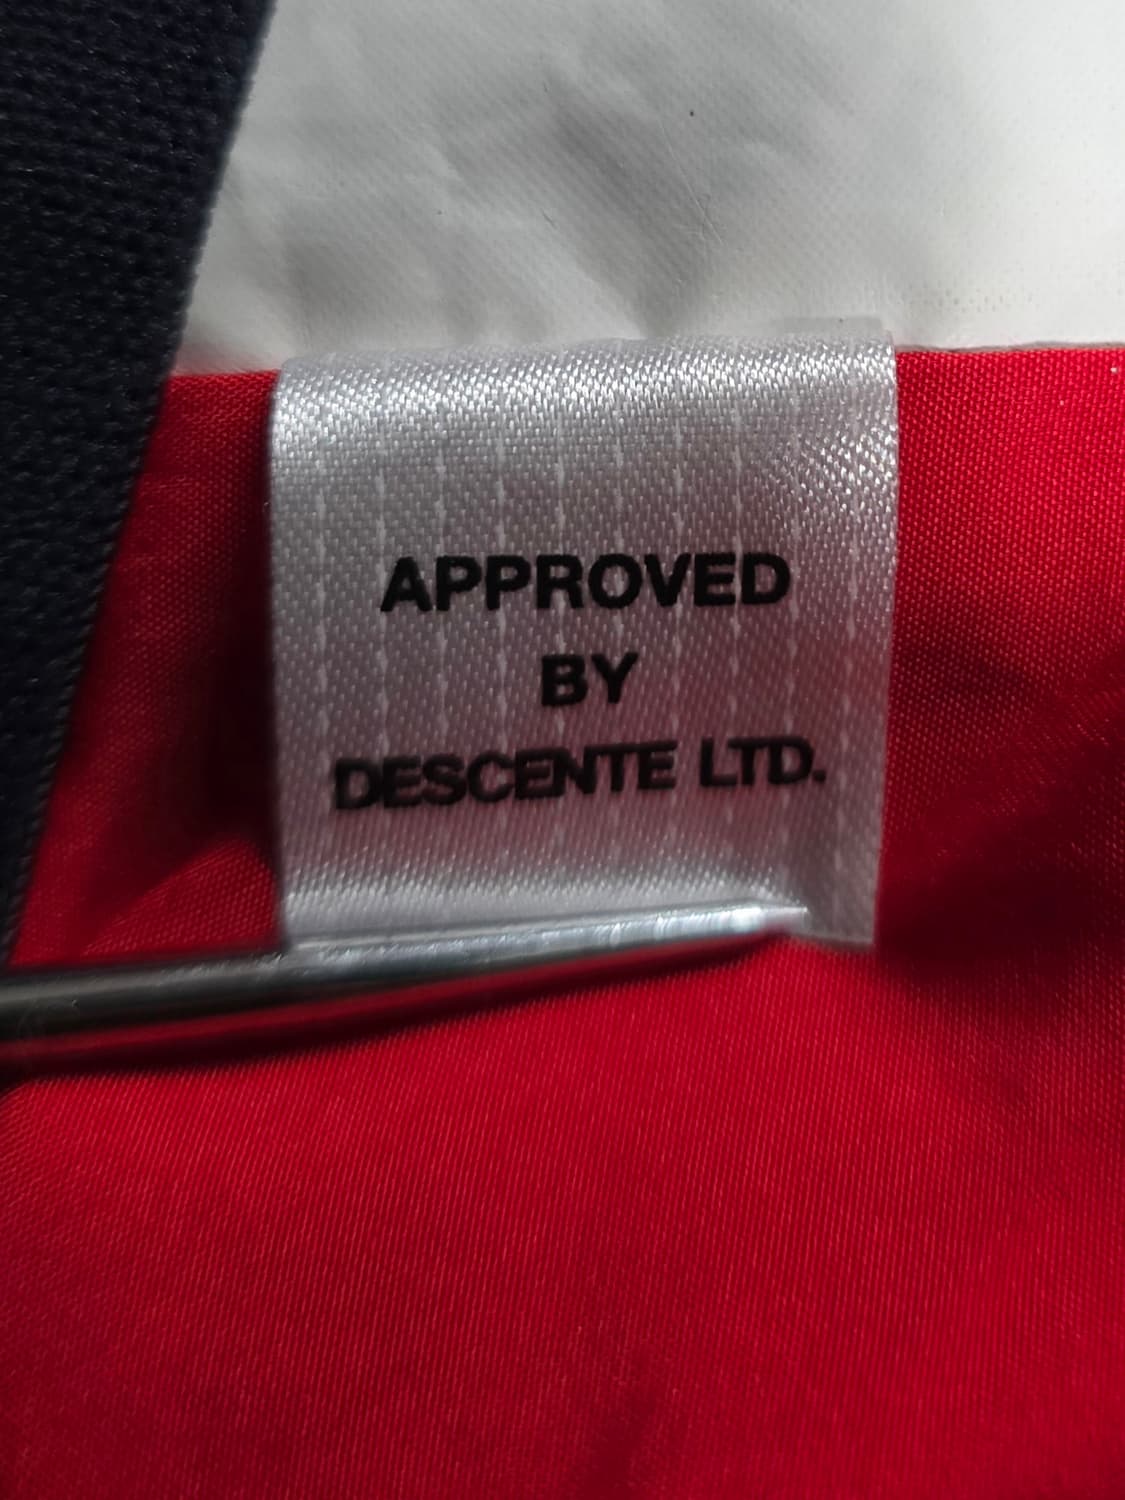 APPROVED
BY
DESCENTE LTD.